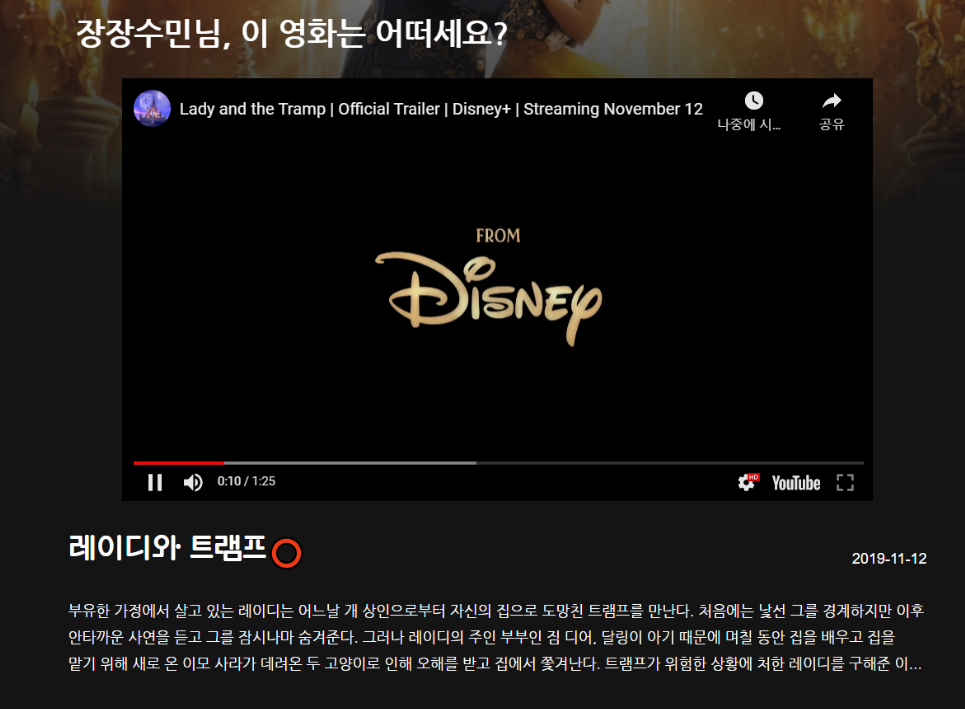 장장수민님, 이 영화는 어떠세요?
Lady and the Tramp | Official Trailer | Disney+ | Streaming November 12
나중에 시...
공유
FROM
Disney
0:10 / 1:25
HD
YouTube
레이디와 트램프
2019-11-12
부유한 가정에서 살고 있는 레이디는 어느날 개 상인으로부터 자신의 집으로 도망친 트램프를 만난다. 처음에는 낯선 그를 경계하지만 이후
안타까운 사연을 듣고 그를 잠시나마 숨겨준다. 그러나 레이디의 주인 부부인 짐 디어, 달링이 아기 때문에 며칠 동안 집을 배우고 집을
맡기 위해 새로 온 이모 사라가 데려온 두 고양이로 인해 오해를 받고 집에서 쫓겨난다. 트램프가 위험한 상황에 처한 레이디를 구해준 이...